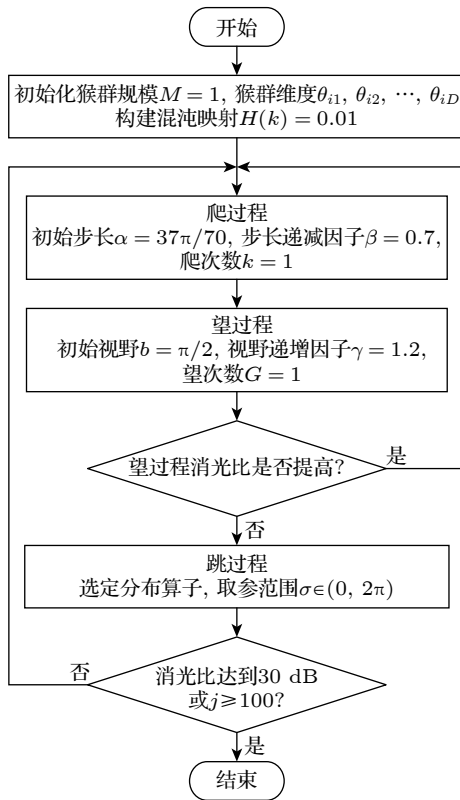 开始
初始化猴群规模M = 1, 猴群维度θi1, θi2, ⋯, θiD
构建混沌映射H(k) = 0.01
爬过程
初始步长α = 37π/70, 步长递减因子β = 0.7,
爬次数k = 1
望过程
初始视野b = π/2, 视野递增因子γ = 1.2,
望次数G = 1
望过程消光比是否提高?
是
否
跳过程
选定分布算子, 取参范围σ∈(0, 2π)
否
消光比达到30 dB
或j⩾100?
是
结束